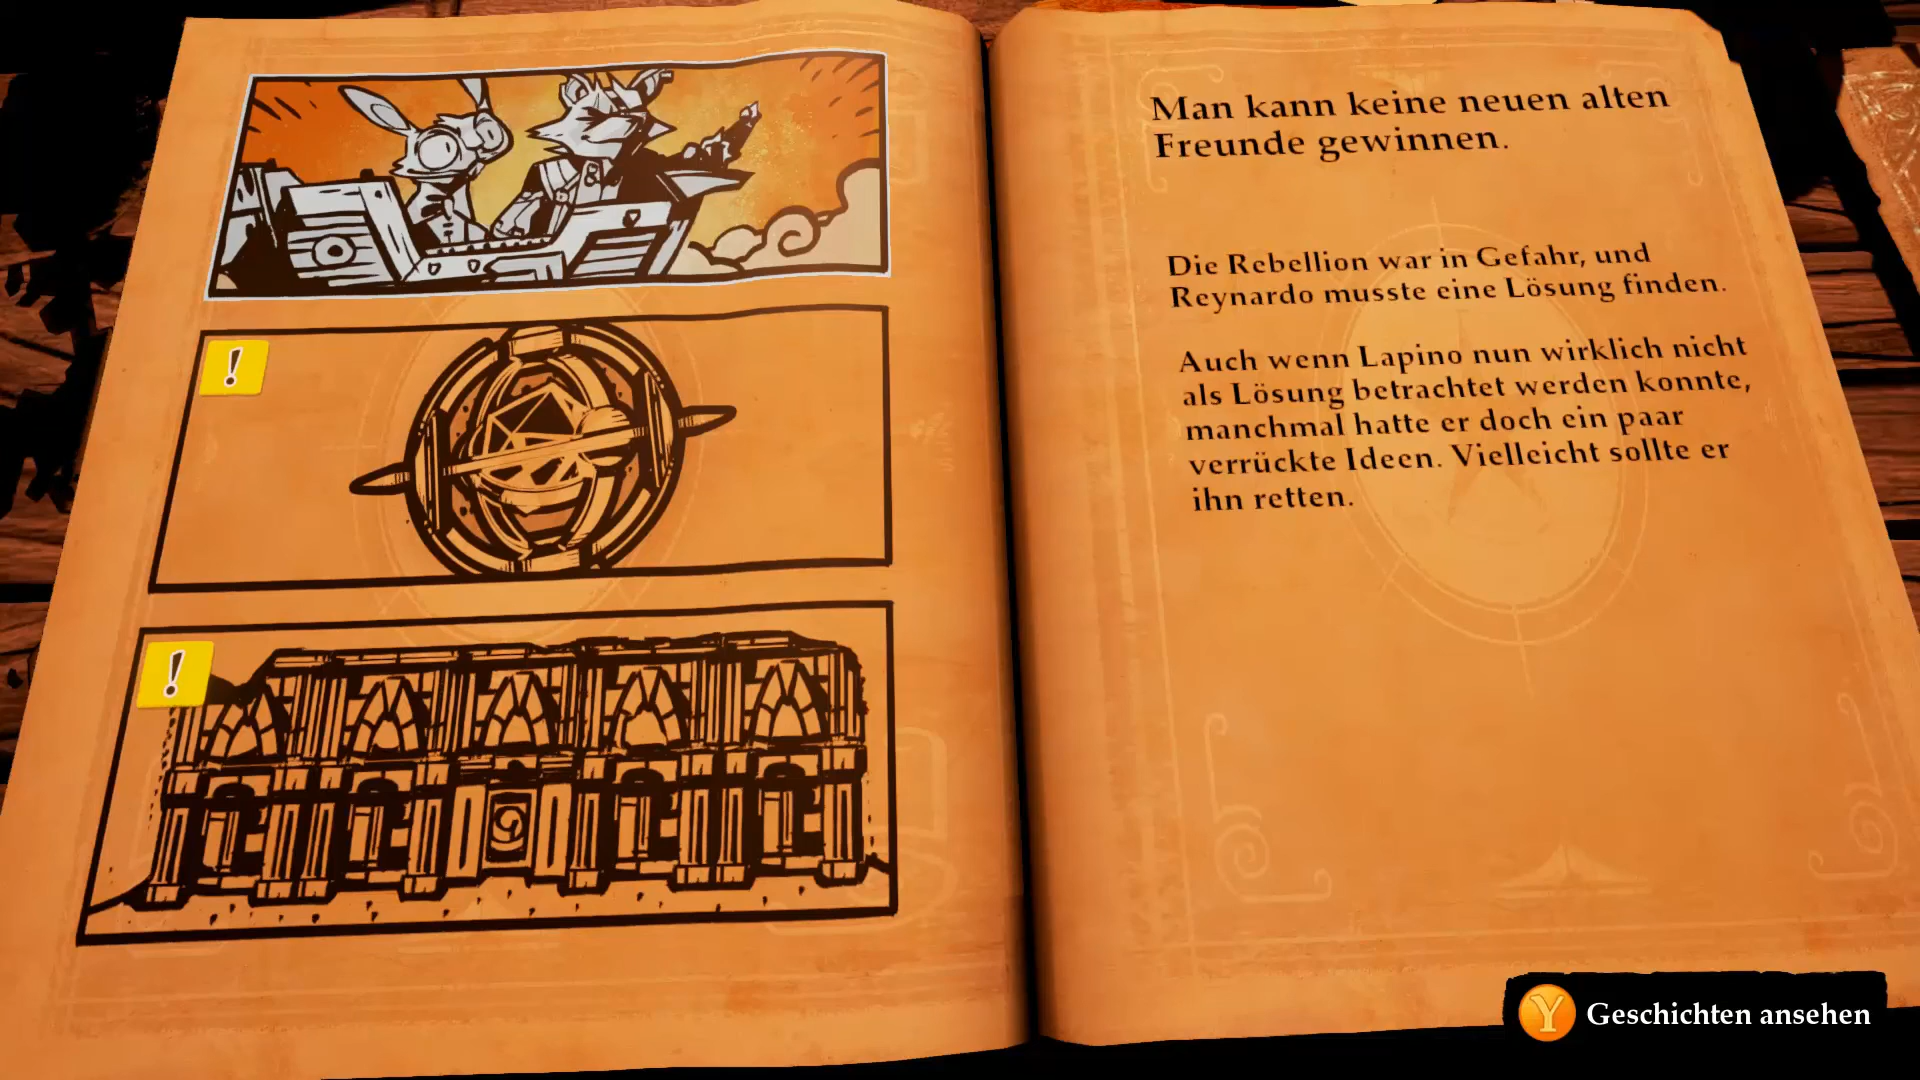 Man kann keine neuen alten
Freunde gewinnen.
Die Rebellion war in Gefahr, und
Reynardo musste eine Lösung finden.
Auch wenn Lapino nun wirklich nicht
als Lösung betrachtet werden konnte,
manchmal hatte er doch ein paar
verrückte Ideen. Vielleicht sollte er
ihn retten.
!
!
Y Geschichten ansehen